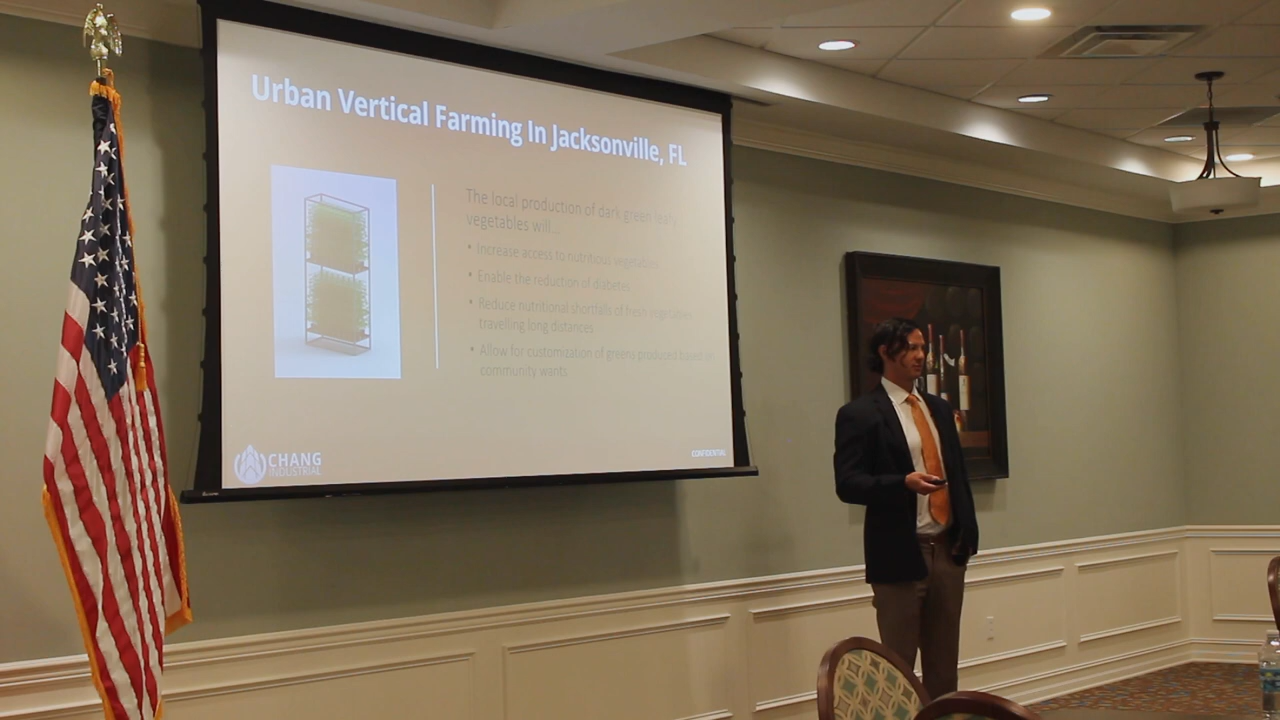 Urban Vertical Farming In Jacksonville, FL
The local production of dark green leafy
vegetables will...
• Increase access to nutritious vegetables
• Enable the reduction of diabetes
• Reduce nutritional shortfalls of fresh vegetables
travelling long distances
• Allow for customization of greens produced based on
community wants
CHANG
INDUSTRIAL
CONFIDENTIAL